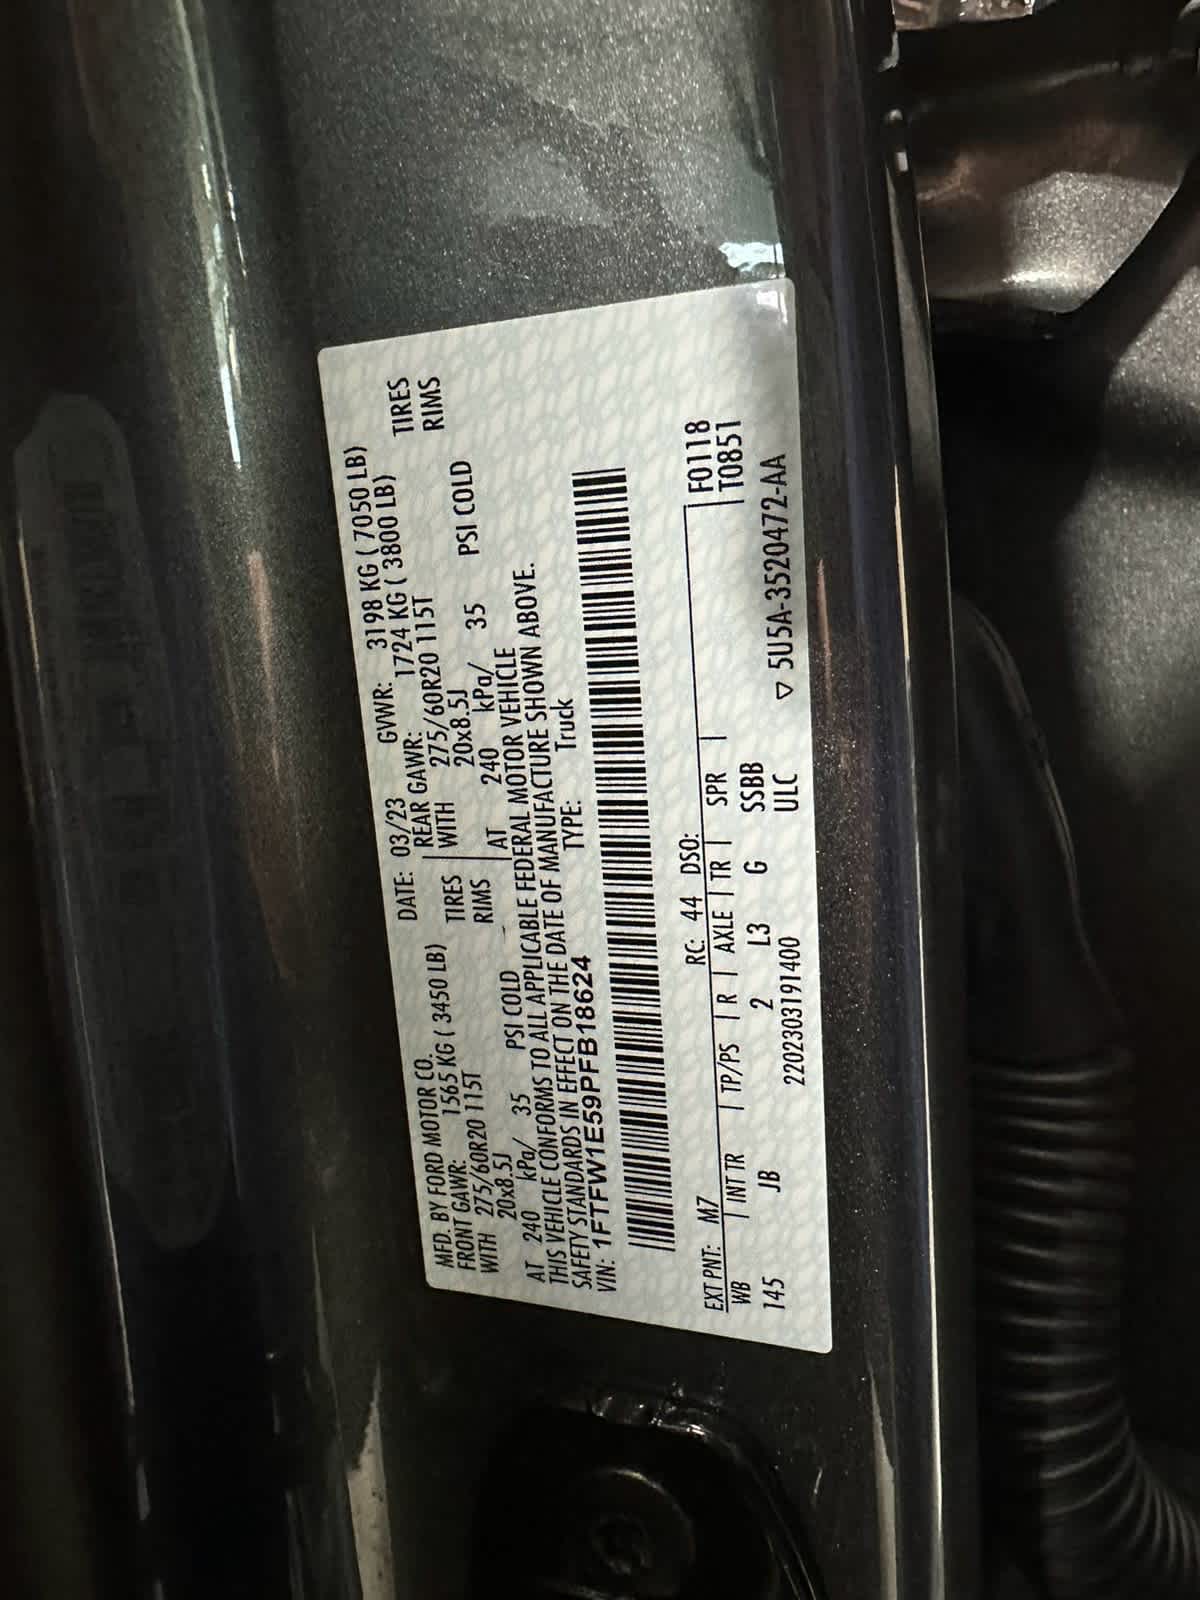 MFD. BY FORD MOTOR CO. DATE: 03/23 GVWR: 3198 KG ( 7050 LB)
FRONT GAWR: 1565 KG ( 3450 LB) REAR GAWR: 1724 KG ( 3800 LB)
WITH 275/60R20 115T TIRES WITH 275/60R20 115T TIRES
20x8.5J RIMS 20x8.5J RIMS
AT 240 kPa/ 35 PSI COLD AT 240 kPa/ 35 PSI COLD
THIS VEHICLE CONFORMS TO ALL APPLICABLE FEDERAL MOTOR VEHICLE
SAFETY STANDARDS IN EFFECT ON THE DATE OF MANUFACTURE SHOWN ABOVE.
VIN: 1FTFW1E59PFB18624 TYPE: Truck
EXT PNT: M7 RC: 44 DSO: F0118
WB INT TR TP/PS R AXLE TR SPR T0851
145 JB 2 L3 G SSBB
2202303191400 ULC ▽ 5U5A-3520472-AA